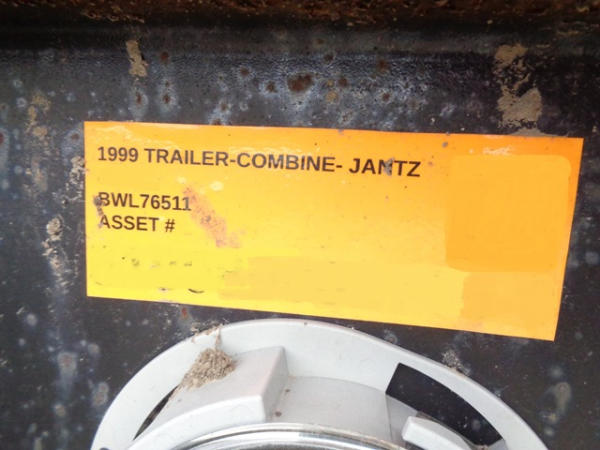 1999 TRAILER-COMBINE- JANTZ
BWL76511
ASSET #